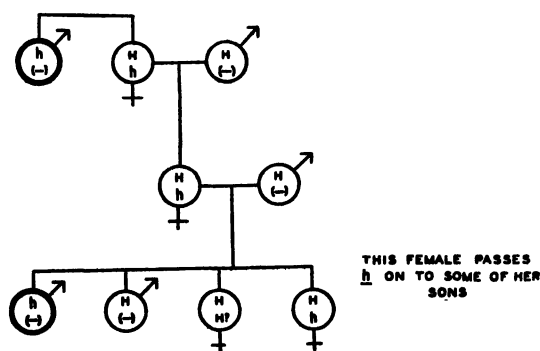 h H H
(—) h (—)
H H
h (—)
h H H H
(—) (—) H? h
THIS FEMALE PASSES
h ON TO SOME OF HER
SONS